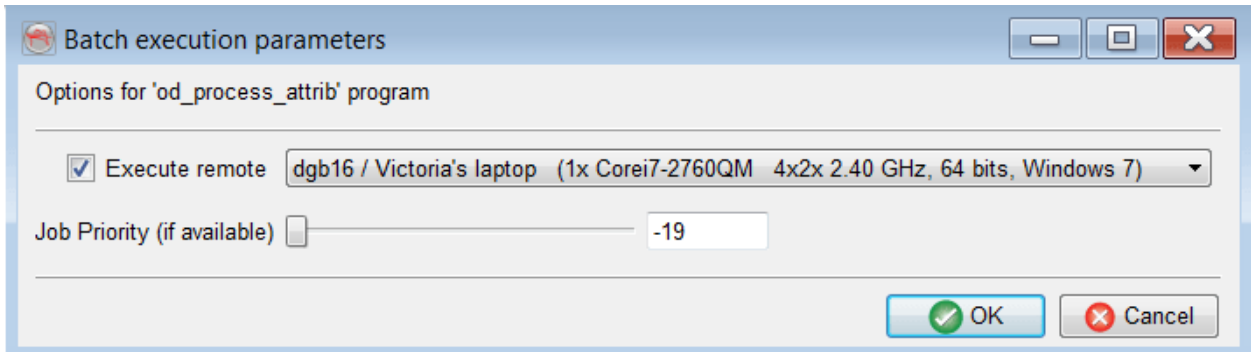 Batch execution parameters
Options for 'od_process_attrib' program
Execute remote dgb16 / Victoria's laptop (1x Corei7-2760QM 4x2x 2.40 GHz, 64 bits, Windows 7)
Job Priority (if available) -19
OK Cancel